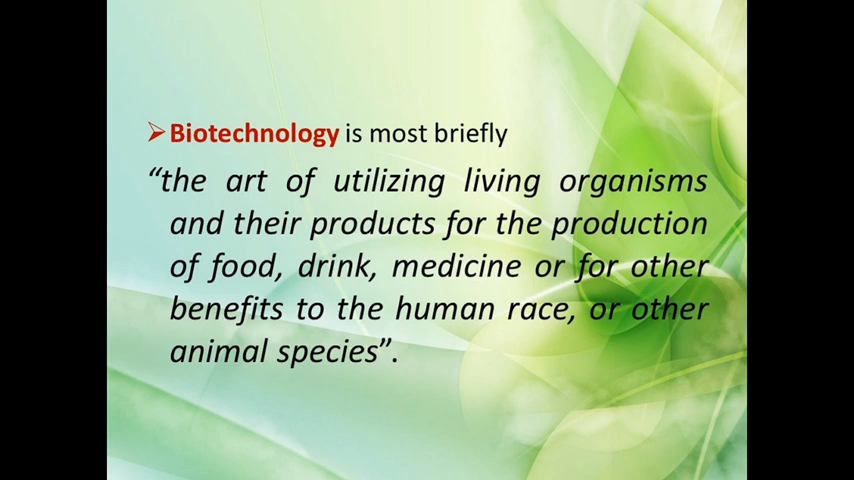 Biotechnology is most briefly
“the art of utilizing living organisms
and their products for the production
of food, drink, medicine or for other
benefits to the human race, or other
animal species”.